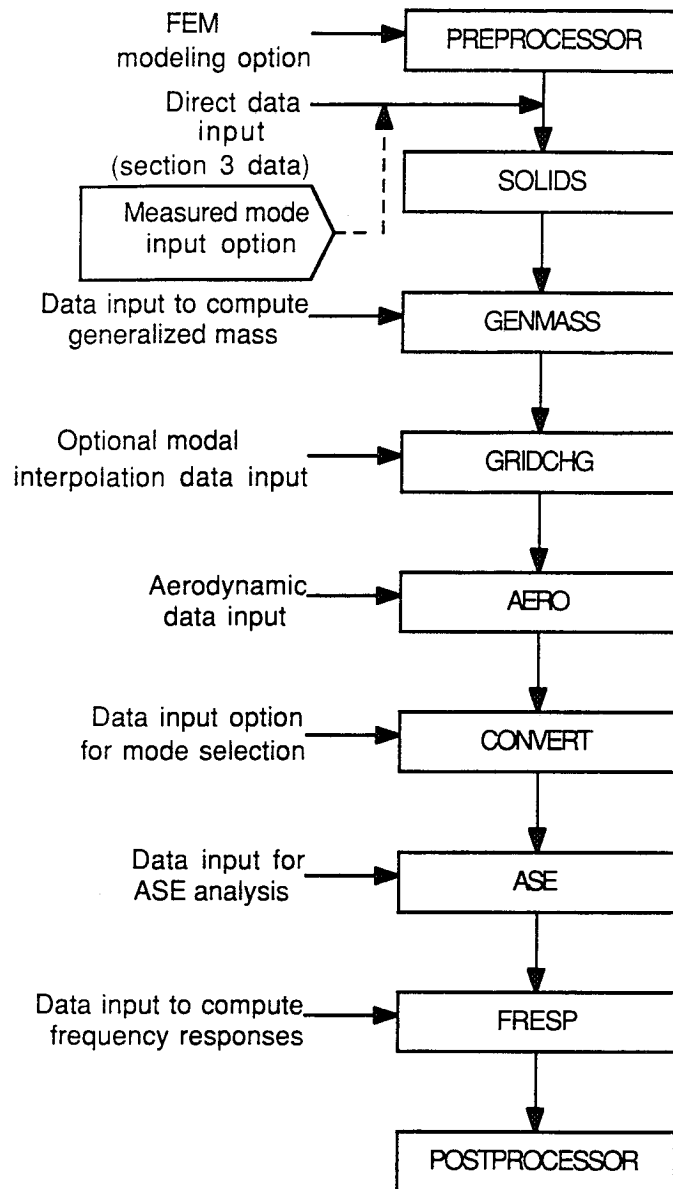 FEM
modeling option
PREPROCESSOR
Direct data
input
(section 3 data)
SOLIDS
Measured mode
input option
Data input to compute
generalized mass
GENMASS
Optional modal
interpolation data input
GRIDCHG
Aerodynamic
data input
AERO
Data input option
for mode selection
CONVERT
Data input for
ASE analysis
ASE
Data input to compute
frequency responses
FRESP
POSTPROCESSOR